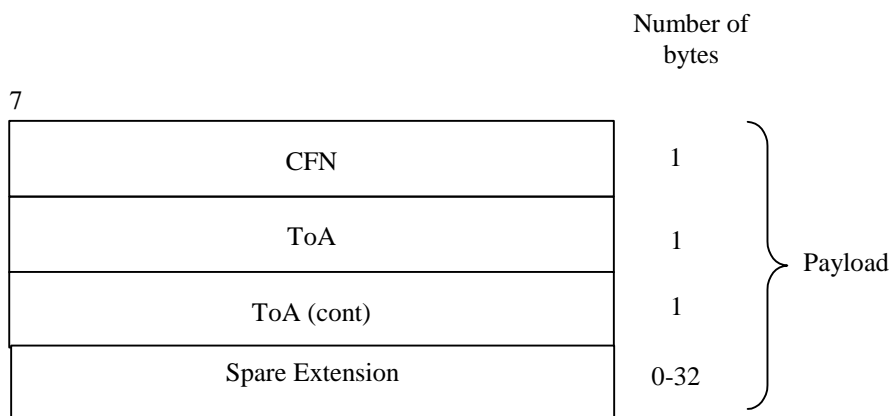 Number of
bytes
7
CFN 1
ToA 1
Payload
ToA (cont) 1
Spare Extension 0-32